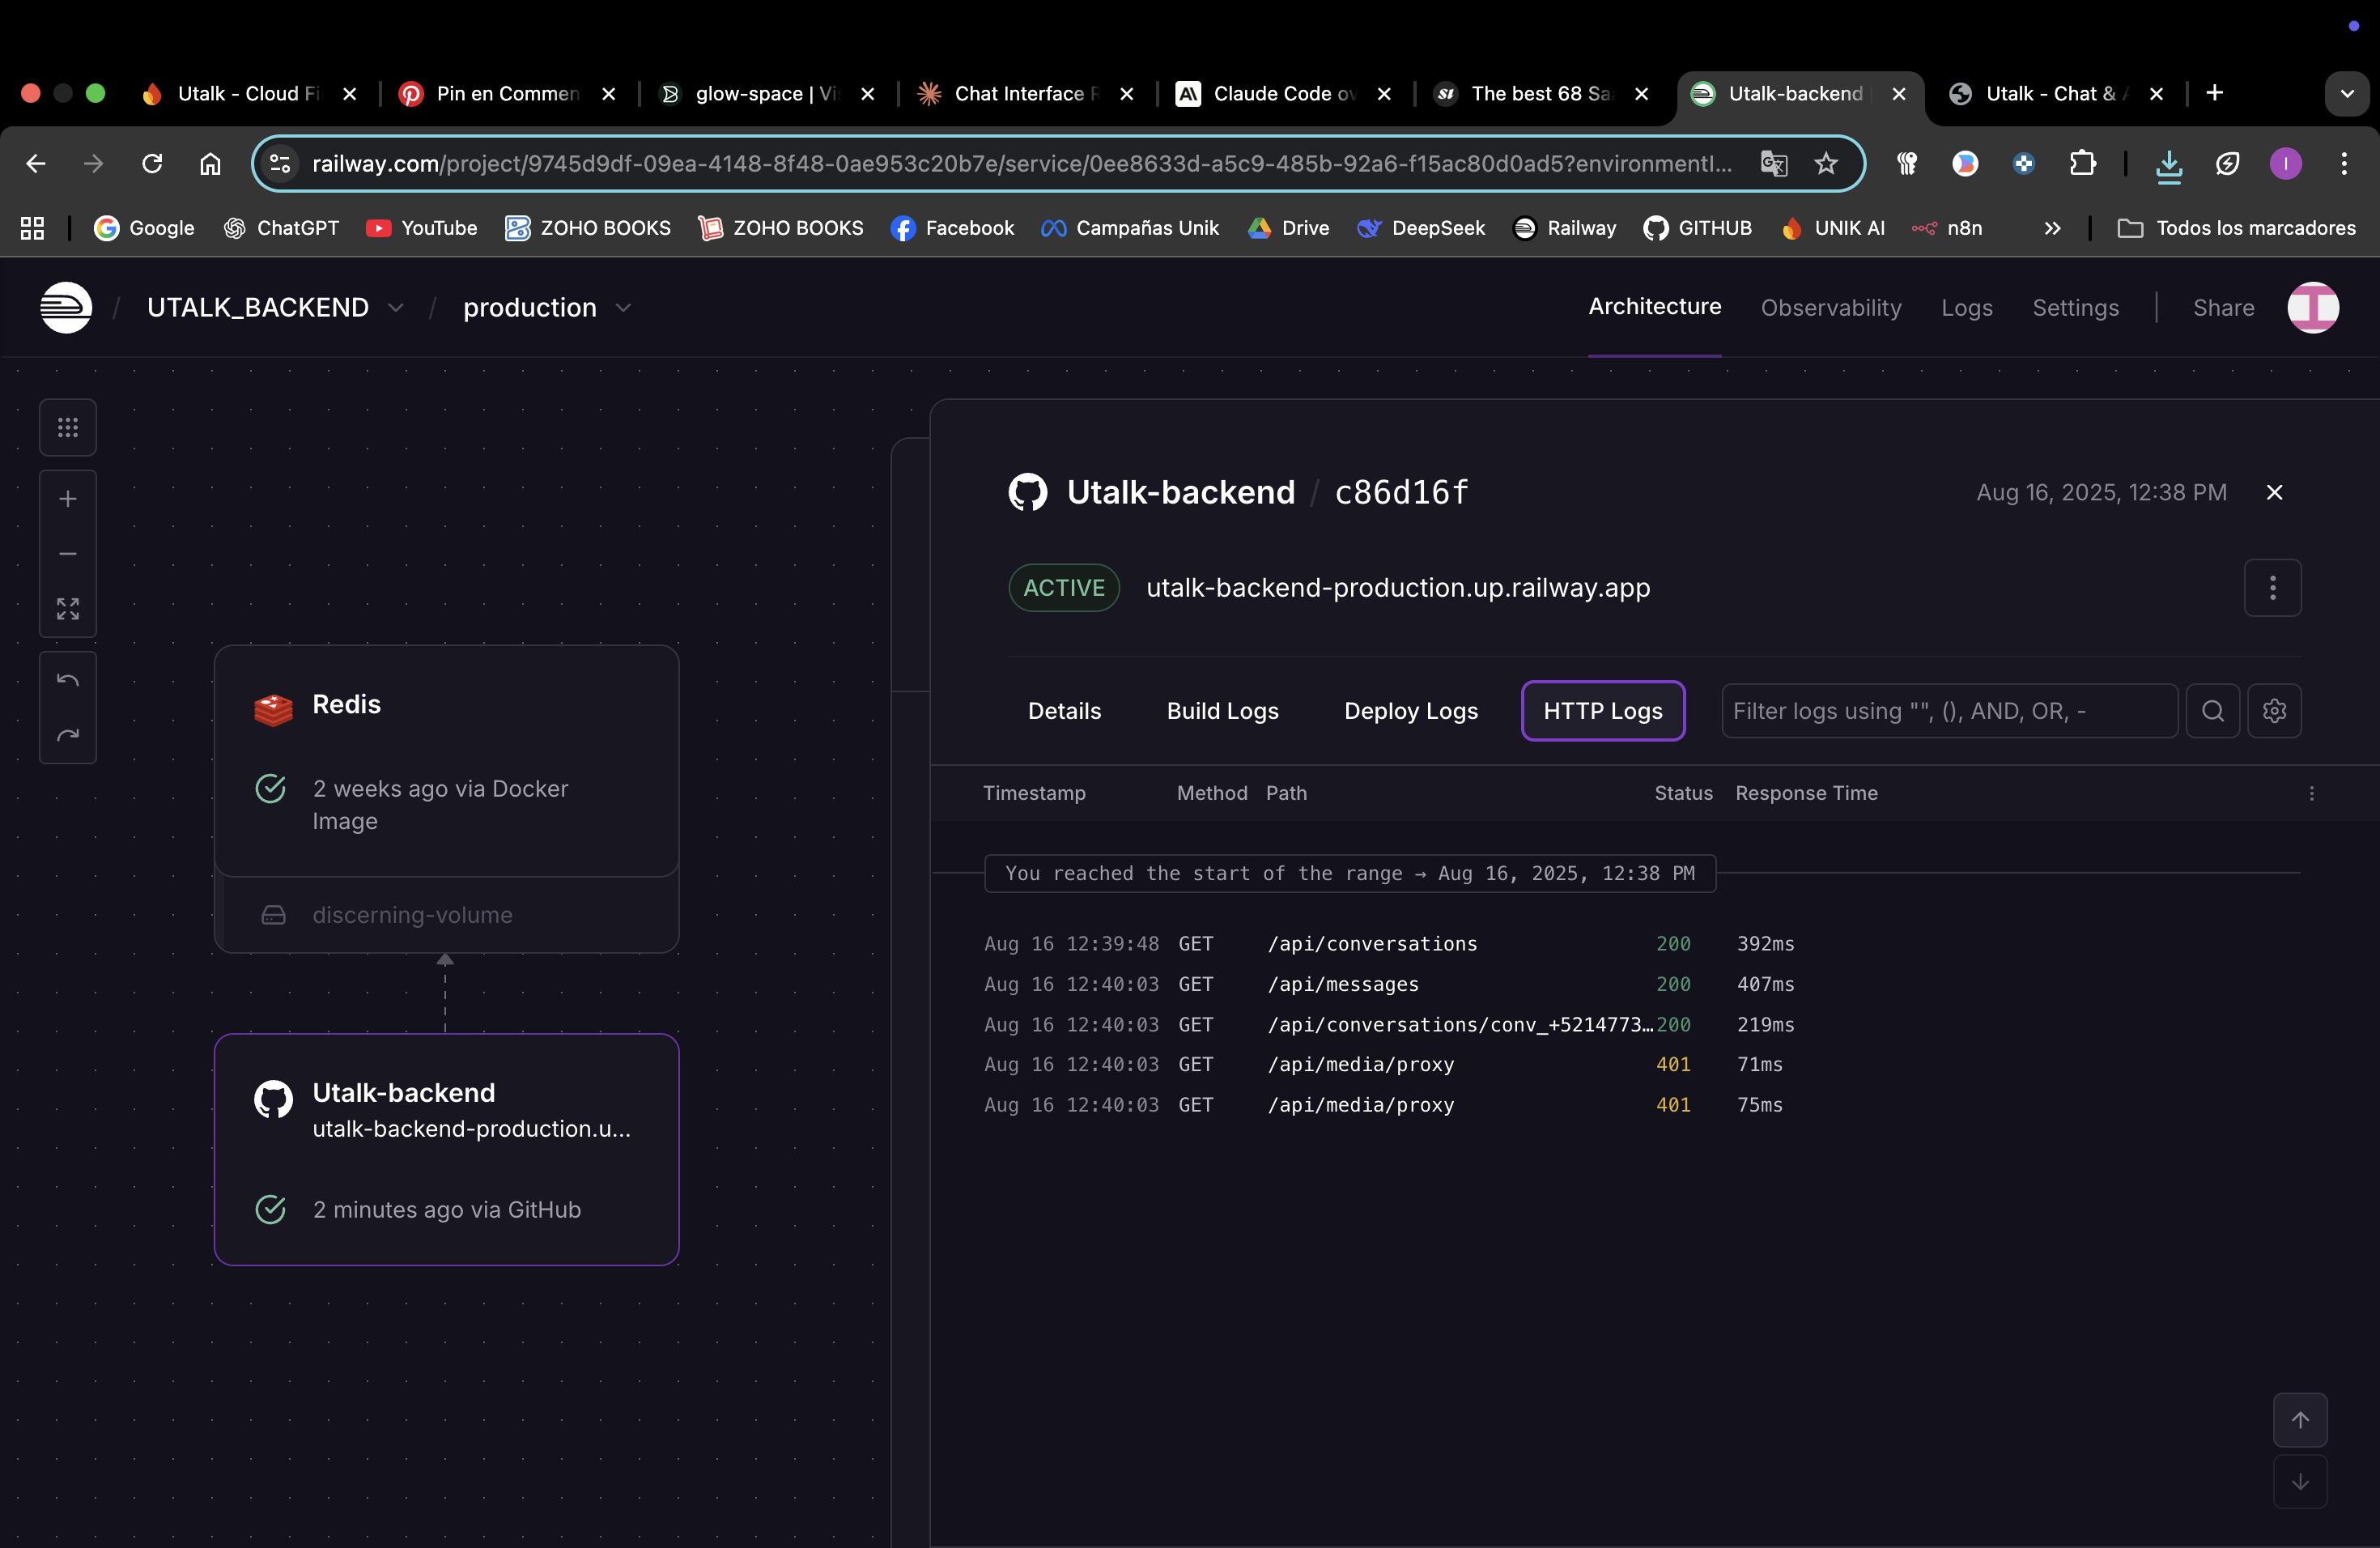 Utalk - Cloud Fi
Pin en Commen
glow-space | Vis
Chat Interface R
Claude Code ov
The best 68 Saa
Utalk-backend
Utalk - Chat & A
railway.com/project/9745d9df-09ea-4148-8f48-0ae953c20b7e/service/0ee8633d-a5c9-485b-92a6-f15ac80d0ad5?environmentI...
I
Google
ChatGPT
YouTube
ZOHO BOOKS
ZOHO BOOKS
Facebook
Campañas Unik
Drive
DeepSeek
Railway
GITHUB
UNIK AI
n8n
Todos los marcadores
/ UTALK_BACKEND / production
Architecture
Observability
Logs
Settings
Share
Utalk-backend / c86d16f
Aug 16, 2025, 12:38 PM
ACTIVE
utalk-backend-production.up.railway.app
Redis
2 weeks ago via Docker
Image
discerning-volume
Utalk-backend
utalk-backend-production.u...
2 minutes ago via GitHub
Details
Build Logs
Deploy Logs
HTTP Logs
Filter logs using "", (), AND, OR, -
Timestamp Method Path Status Response Time
You reached the start of the range → Aug 16, 2025, 12:38 PM
Aug 16 12:39:48 GET /api/conversations 200 392ms
Aug 16 12:40:03 GET /api/messages 200 407ms
Aug 16 12:40:03 GET /api/conversations/conv_+5214773… 200 219ms
Aug 16 12:40:03 GET /api/media/proxy 401 71ms
Aug 16 12:40:03 GET /api/media/proxy 401 75ms